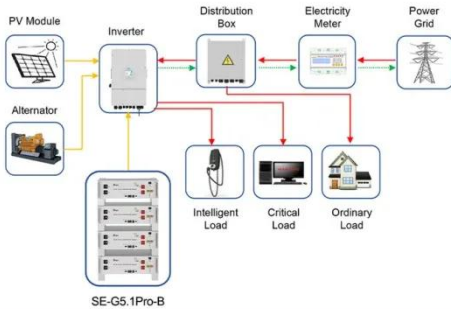 PV Module
Inverter
Distribution
Box
Electricity
Meter
Power
Grid
Alternator
Intelligent
Load
Critical
Load
Ordinary
Load
SE-G5.1Pro-B